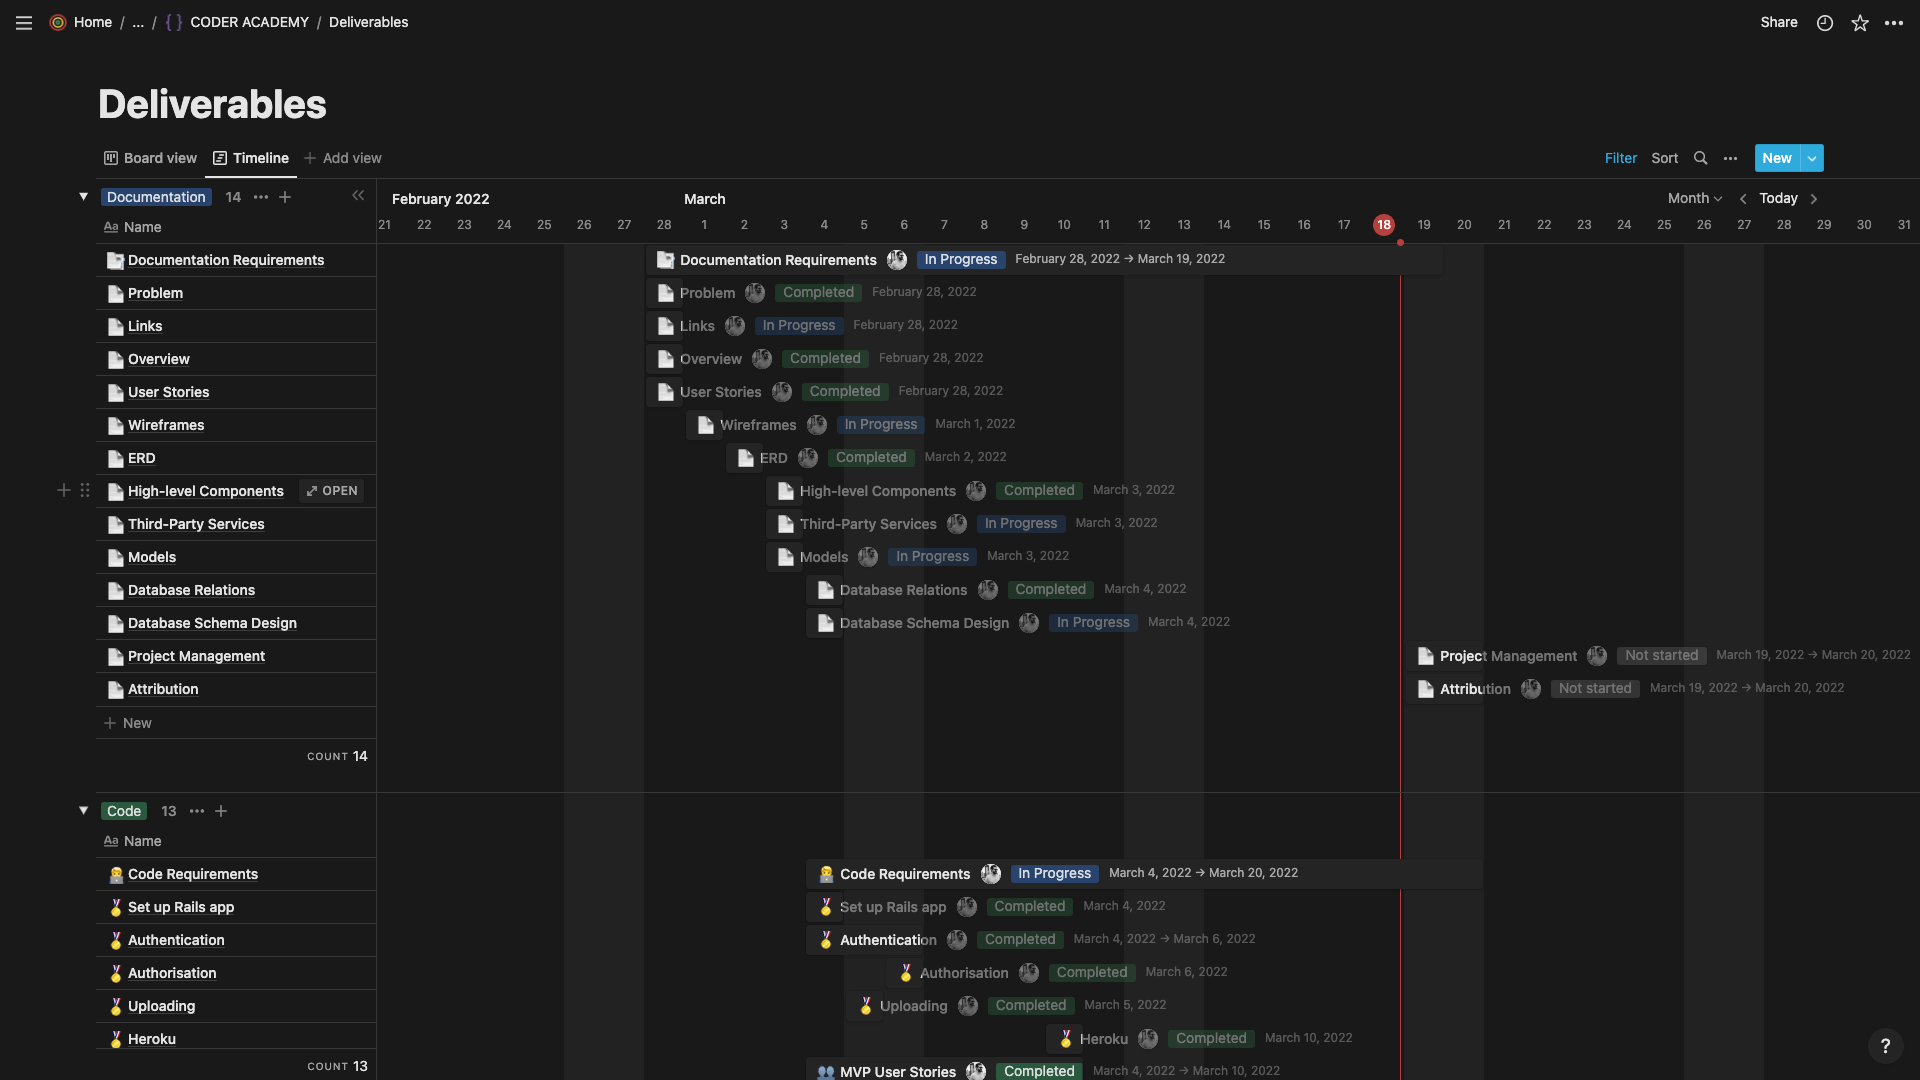 Home / ... / CODER ACADEMY / Deliverables
Share
Deliverables
Board view Timeline Add view
Filter Sort New
Documentation 14
February 2022 March
Month Today
Aa Name
21 22 23 24 25 26 27 28 1 2 3 4 5 6 7 8 9 10 11 12 13 14 15 16 17 18 19 20 21 22 23 24 25 26 27 28 29 30 31
Documentation Requirements
Documentation Requirements In Progress February 28, 2022 → March 19, 2022
Problem
Problem Completed February 28, 2022
Links
Links In Progress February 28, 2022
Overview
Overview Completed February 28, 2022
User Stories
User Stories Completed February 28, 2022
Wireframes
Wireframes In Progress March 1, 2022
ERD
ERD Completed March 2, 2022
High-level Components OPEN
High-level Components Completed March 3, 2022
Third-Party Services
Third-Party Services In Progress March 3, 2022
Models
Models In Progress March 3, 2022
Database Relations
Database Relations Completed March 4, 2022
Database Schema Design
Database Schema Design In Progress March 4, 2022
Project Management
Project Management Not started March 19, 2022 → March 20, 2022
Attribution
Attribution Not started March 19, 2022 → March 20, 2022
New
COUNT 14
Code 13
Aa Name
Code Requirements
Code Requirements In Progress March 4, 2022 → March 20, 2022
Set up Rails app
Set up Rails app Completed March 4, 2022
Authentication
Authentication Completed March 4, 2022 → March 6, 2022
Authorisation
Authorisation Completed March 6, 2022
Uploading
Uploading Completed March 5, 2022
Heroku
Heroku Completed March 10, 2022
COUNT 13
MVP User Stories Completed March 4, 2022 → March 10, 2022
?